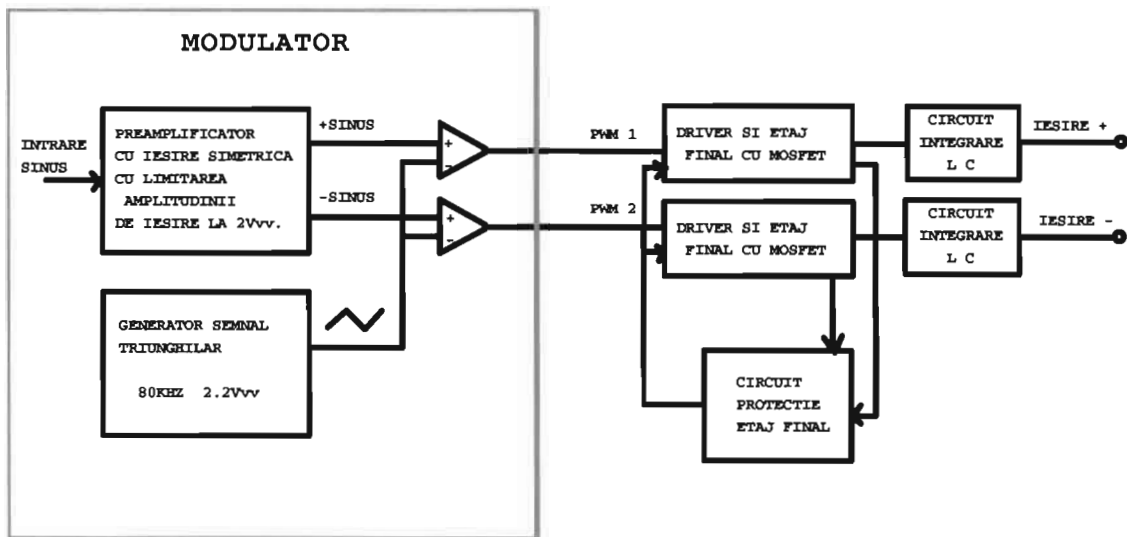 MODULATOR
INTRARE
SINUS
PREAMPLIFICATOR
CU IESIRE SIMETRICA
CU LIMITAREA
AMPLITUDINII
DE IESIRE LA 2Vvv.
+SINUS
-SINUS
+
-
+
-
GENERATOR SEMNAL
TRIUNGHILAR
80KHZ 2.2Vvv
PWM 1
PWM 2
DRIVER SI ETAJ
FINAL CU MOSFET
DRIVER SI ETAJ
FINAL CU MOSFET
CIRCUIT
INTEGRARE
L C
CIRCUIT
INTEGRARE
L C
IESIRE +
IESIRE -
CIRCUIT
PROTECTIE
ETAJ FINAL